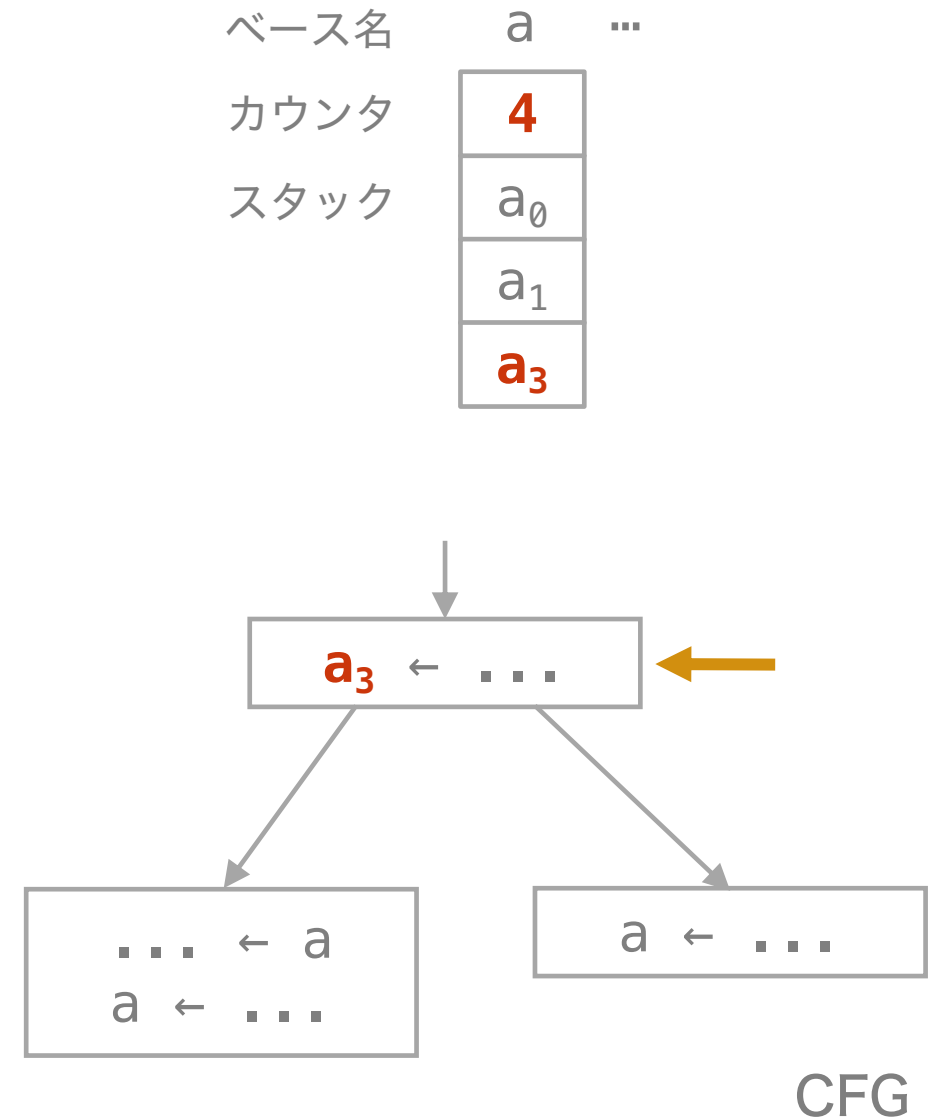 ベース名 a …
カウンタ 4
スタック a₀
a₁
a₃
a₃ ← ...
... ← a
a ← ...
a ← ...
CFG